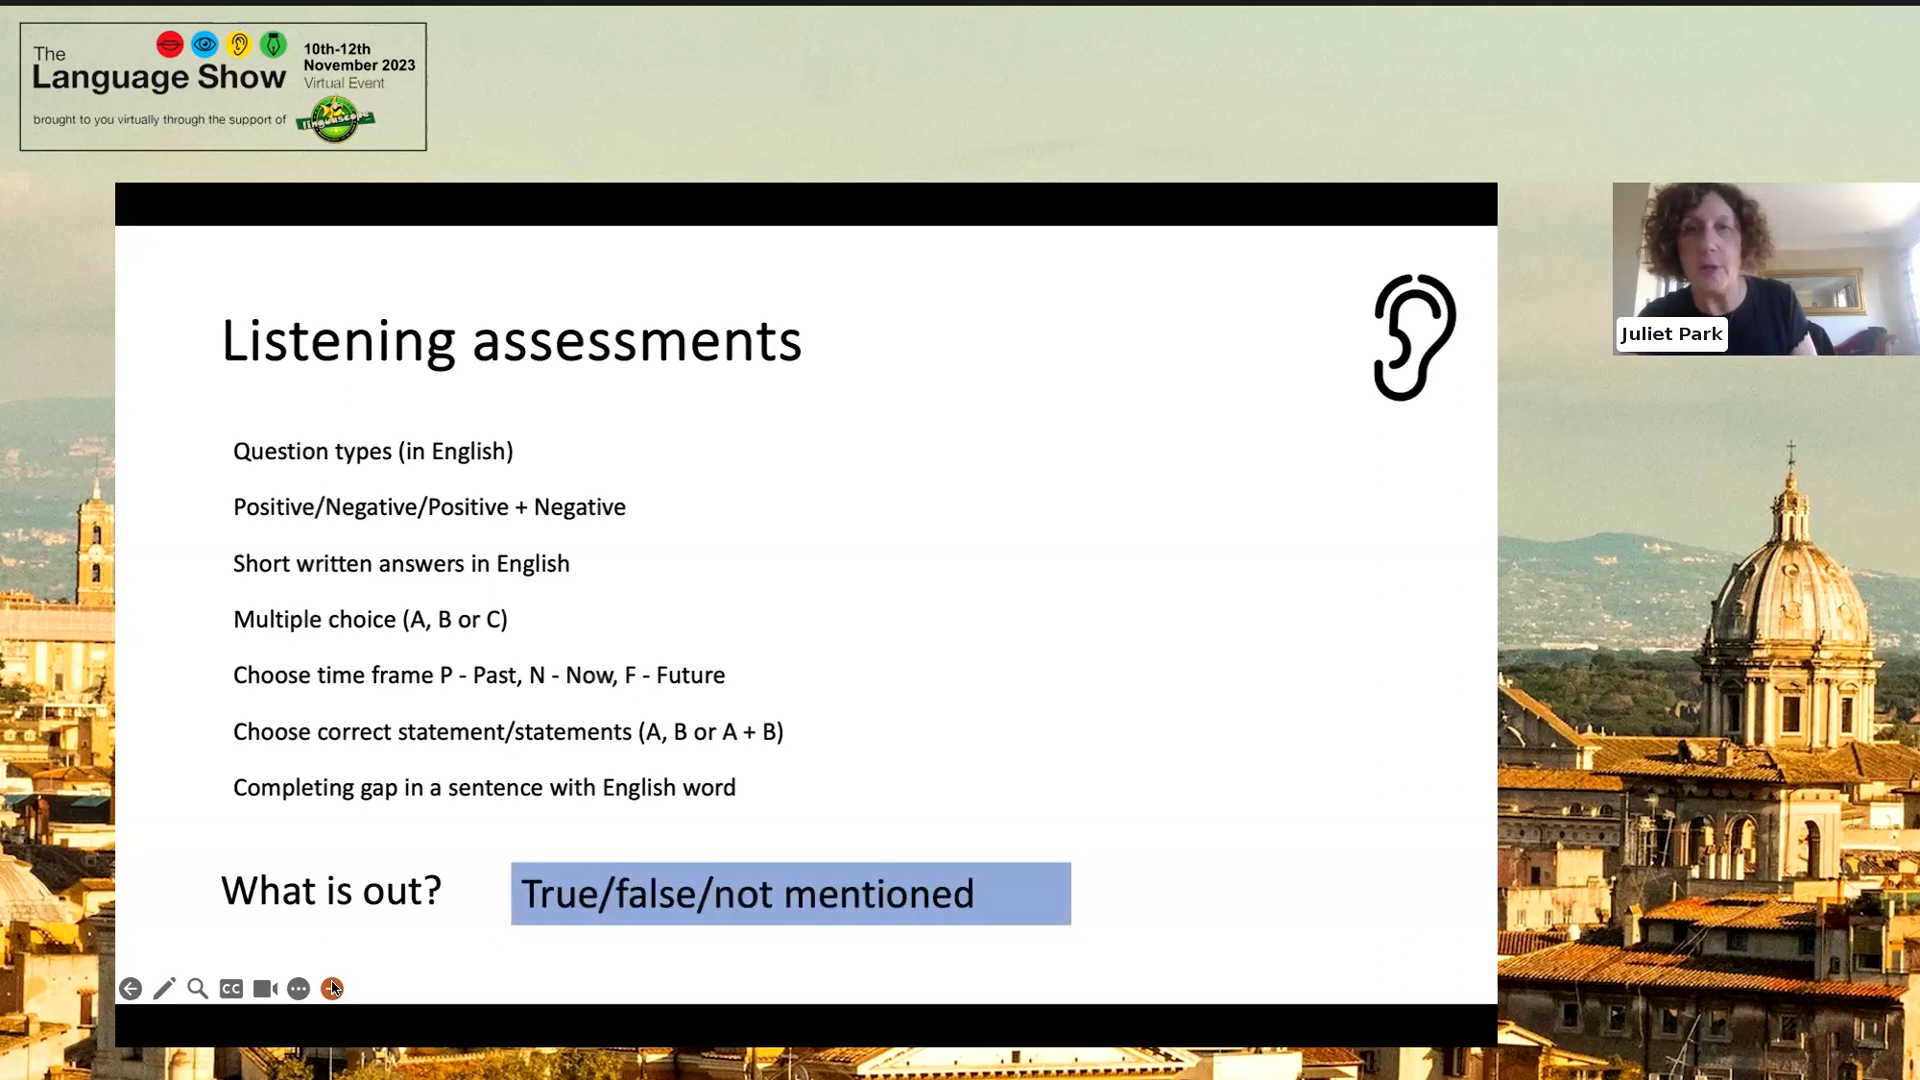 The
Language Show
10th-12th
November 2023
Virtual Event
brought to you virtually through the support of
linguascope
Juliet Park
Listening assessments
Question types (in English)
Positive/Negative/Positive + Negative
Short written answers in English
Multiple choice (A, B or C)
Choose time frame P - Past, N - Now, F - Future
Choose correct statement/statements (A, B or A + B)
Completing gap in a sentence with English word
What is out?
True/false/not mentioned
CC